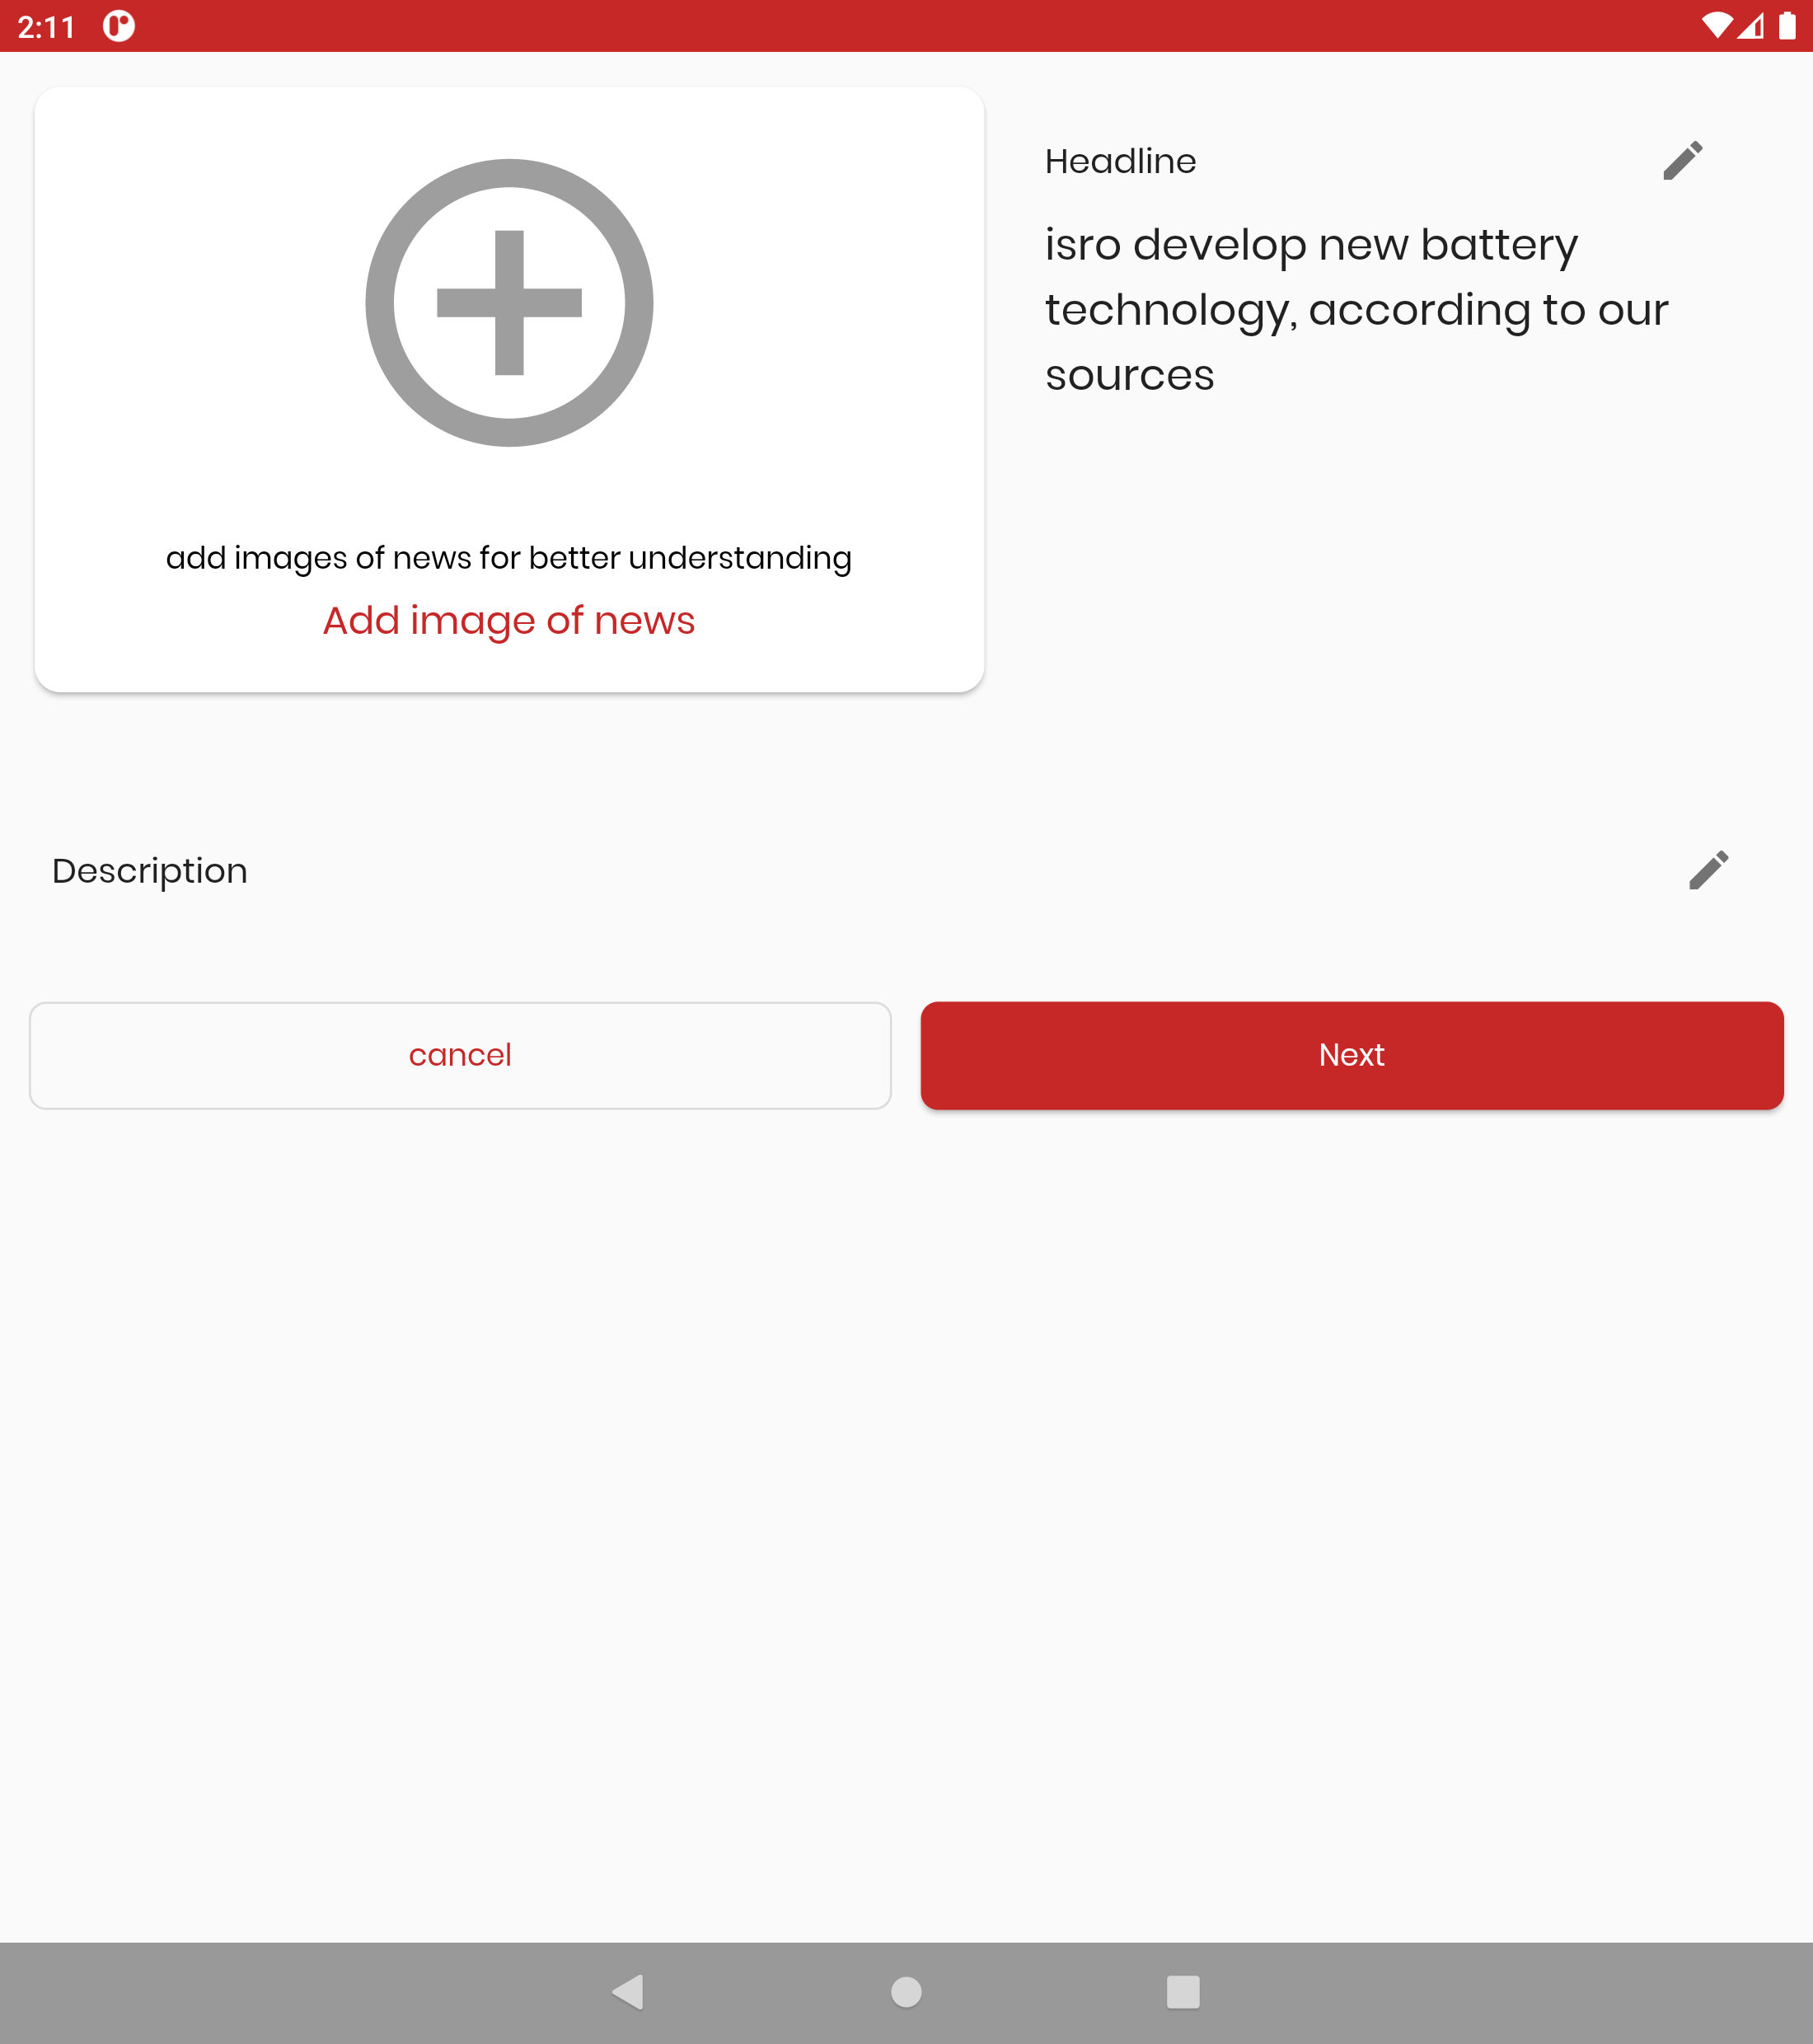 2:11
Headline
isro develop new battery
technology, according to our
sources
add images of news for better understanding
Add image of news
Description
cancel
Next